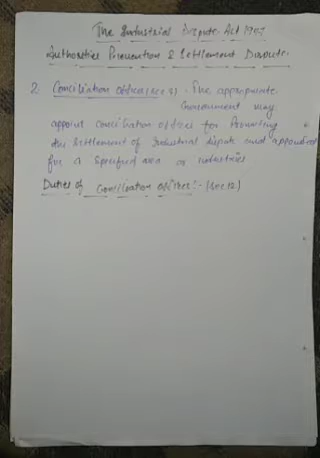 The Industrial Dispute Act 1947
Authorities Prevention & Settlement Dispute.
2. Conciliation officer (sec 4) - The appropriate
Government may
appoint conciliation officer for Promoting
the settlement of Industrial dispute and appointed
for a specified area or industries
Duties of Conciliation officer :- (sec 12)